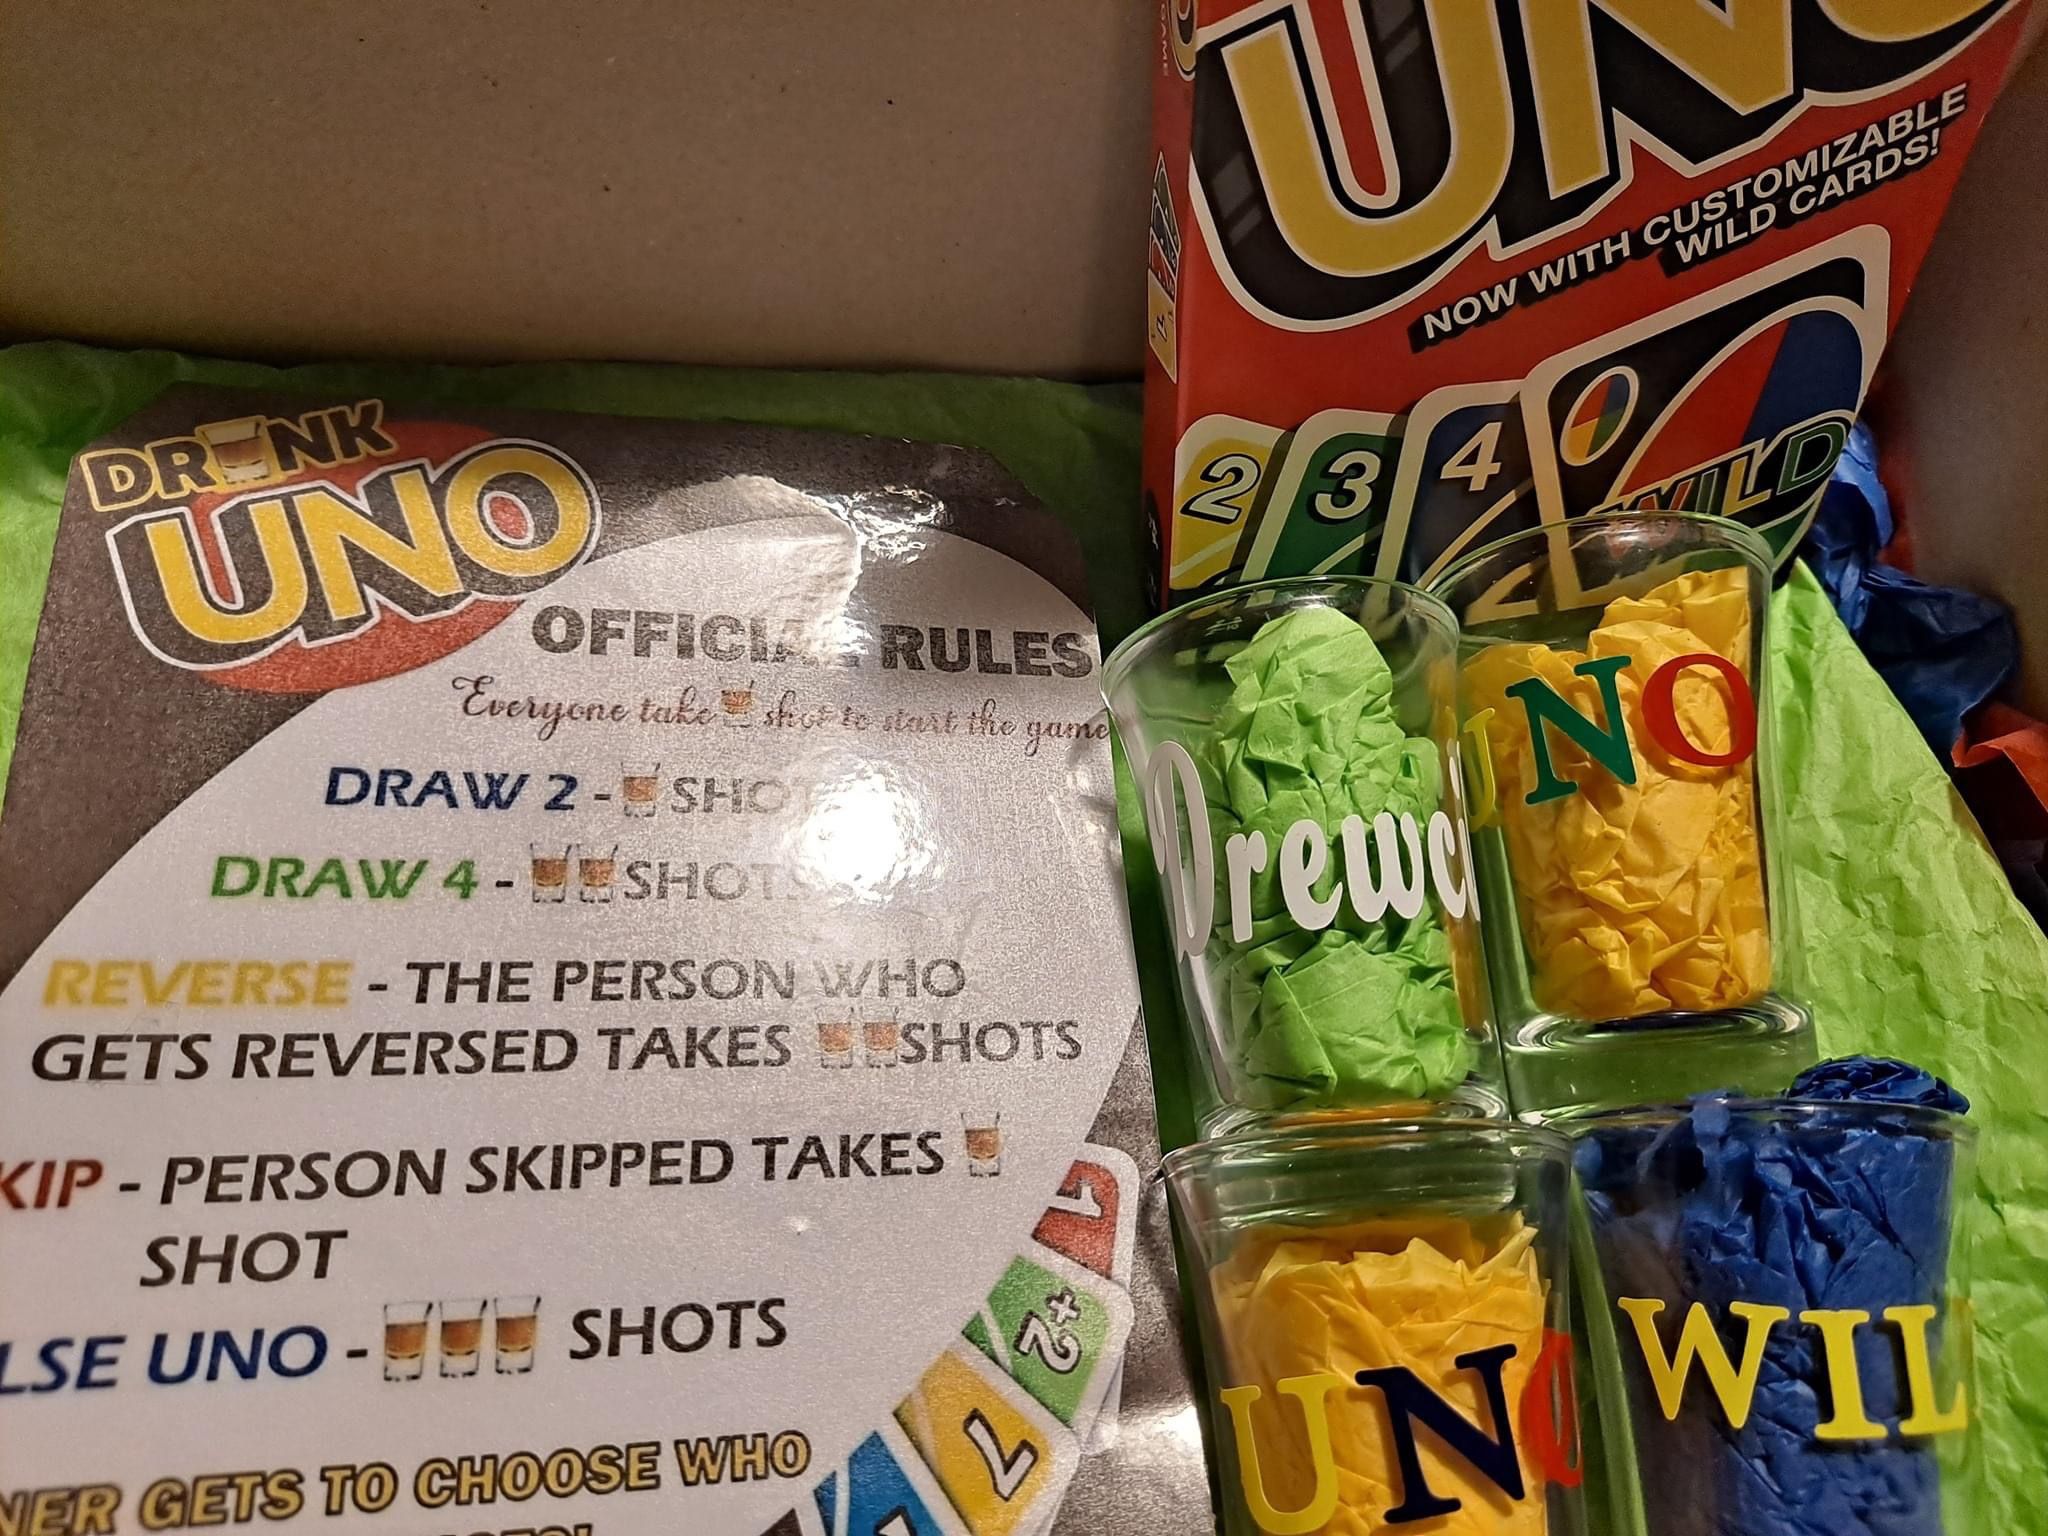 DRINK
UNO
OFFICIAL RULES
Everyone take shot to start the game
DRAW 2 - SHOT
DRAW 4 - SHOTS
REVERSE - THE PERSON WHO
GETS REVERSED TAKES SHOTS
KIP - PERSON SKIPPED TAKES
SHOT
LSE UNO - SHOTS
NER GETS TO CHOOSE WHO
+2
7
UNO
NOW WITH CUSTOMIZABLE
WILD CARDS!
2
3
4
WILD
Drewc
UNO
UNO
WIL